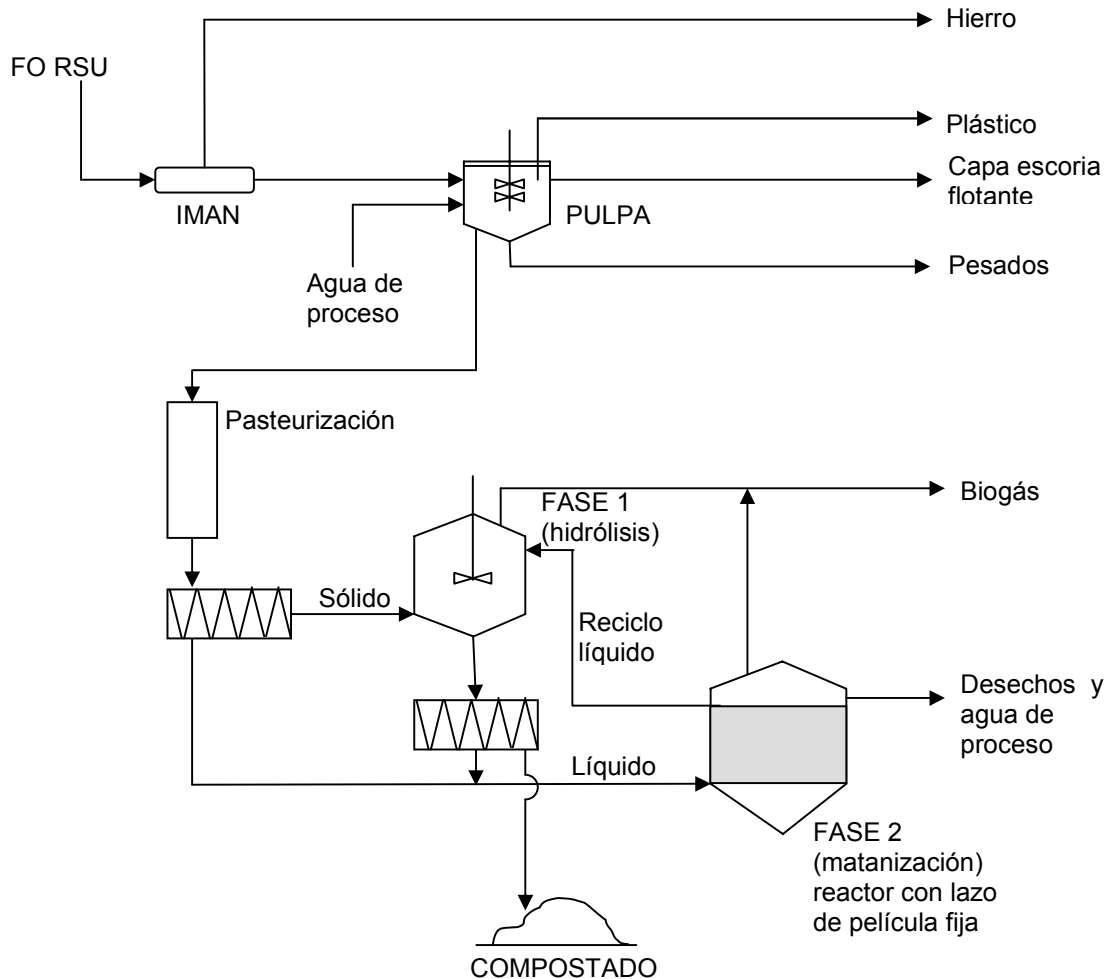 Hierro
FO RSU
Plástico
Capa escoria
flotante
IMAN
PULPA
Pesados
Agua de
proceso
Pasteurización
Biogás
FASE 1
(hidrólisis)
Sólido
Reciclo
líquido
Desechos y
agua de
proceso
Líquido
FASE 2
(matanización)
reactor con lazo
de película fija
COMPOSTADO